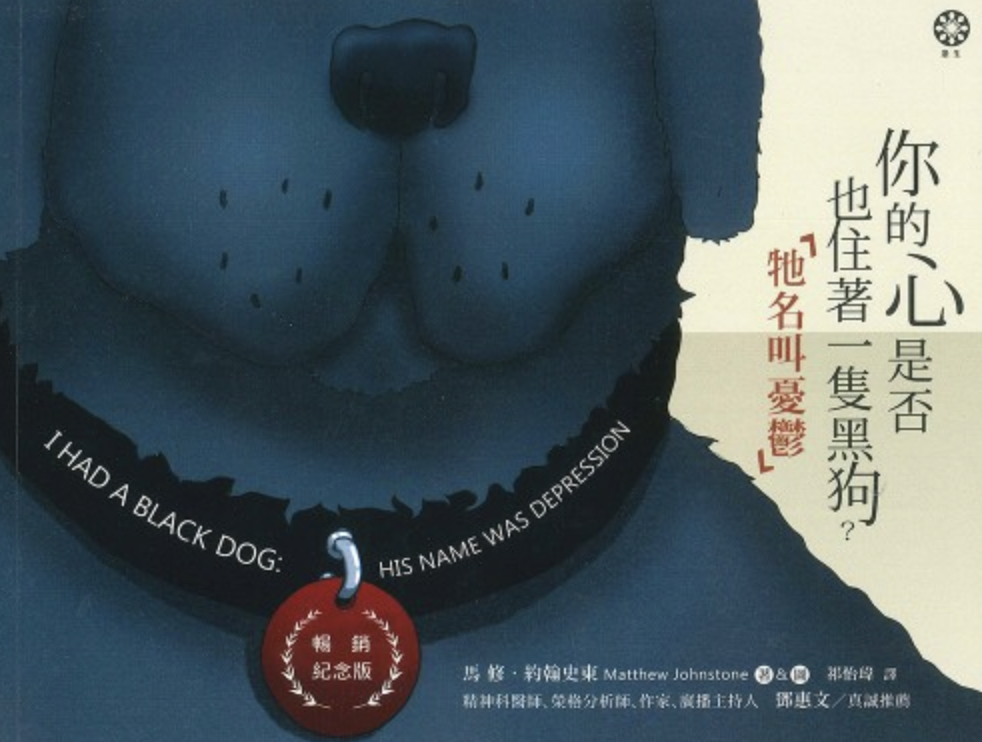 你的心是否
也住著一隻黑狗?
「牠名叫憂鬱」
I HAD A BLACK DOG:
HIS NAME WAS DEPRESSION
暢 銷
紀念版
馬修‧約翰史東 Matthew Johnstone 著 & 圖 祁怡瑋 譯
精神科醫師、榮格分析師、作家、廣播主持人 鄧惠文／真誠推薦